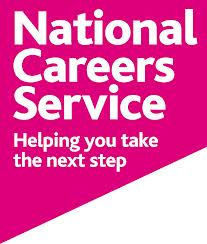 National
Careers
Service
Helping you take
the next step